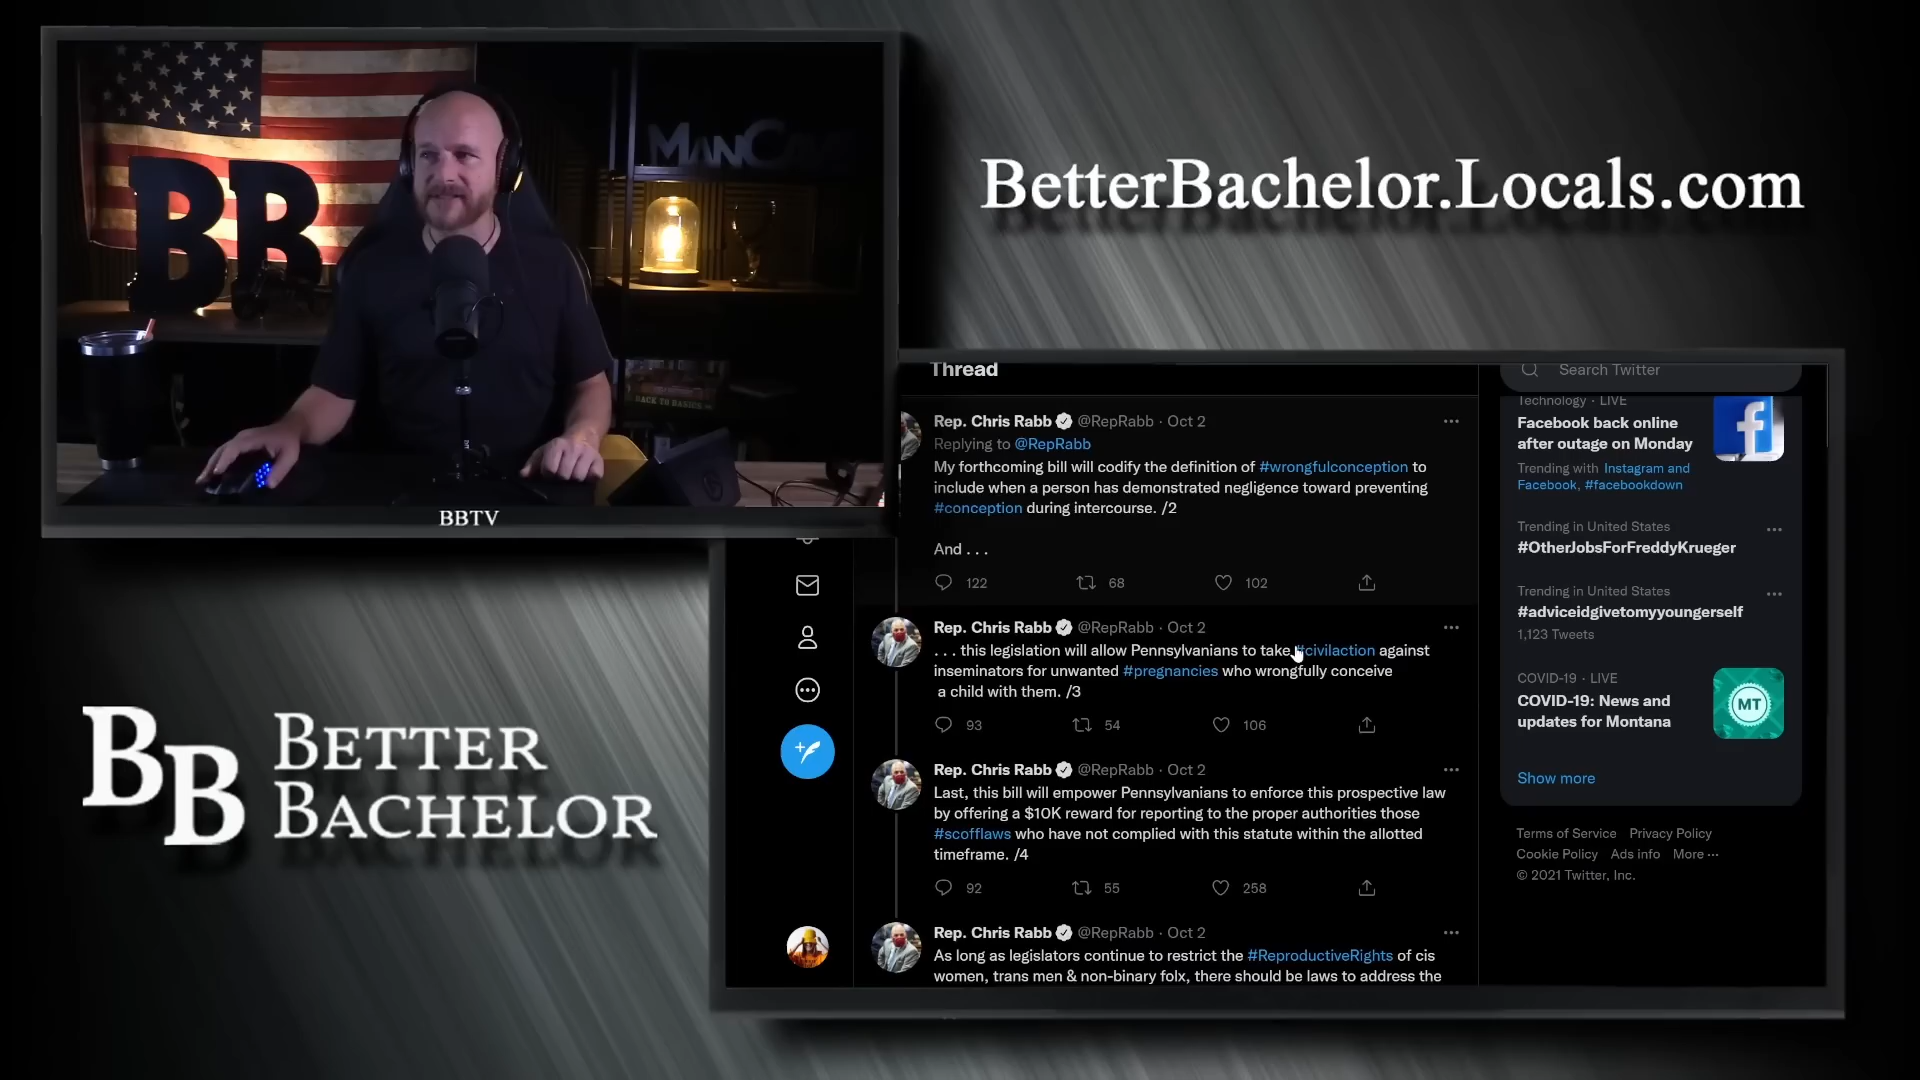 BB
MANCAVE
BACK TO BASICS
BBTV
BetterBachelor.Locals.com
BB BETTER
BACHELOR
Thread
Rep. Chris Rabb @RepRabb · Oct 2
Replying to @RepRabb
My forthcoming bill will codify the definition of #wrongfulconception to
include when a person has demonstrated negligence toward preventing
#conception during intercourse. /2
And . . .
122 68 102
Rep. Chris Rabb @RepRabb · Oct 2
. . . this legislation will allow Pennsylvanians to take #civilaction against
inseminators for unwanted #pregnancies who wrongfully conceive
a child with them. /3
93 54 106
Rep. Chris Rabb @RepRabb · Oct 2
Last, this bill will empower Pennsylvanians to enforce this prospective law
by offering a $10K reward for reporting to the proper authorities those
#scofflaws who have not complied with this statute within the allotted
timeframe. /4
92 55 258
Rep. Chris Rabb @RepRabb · Oct 2
As long as legislators continue to restrict the #ReproductiveRights of cis
women, trans men & non-binary folx, there should be laws to address the
Search Twitter
Technology · LIVE
Facebook back online
after outage on Monday
Trending with Instagram and
Facebook, #facebookdown
Trending in United States
#OtherJobsForFreddyKrueger
Trending in United States
#adviceidgivetomyyoungerself
1,123 Tweets
COVID-19 · LIVE
COVID-19: News and
updates for Montana
MT
Show more
Terms of Service Privacy Policy
Cookie Policy Ads info More ···
© 2021 Twitter, Inc.